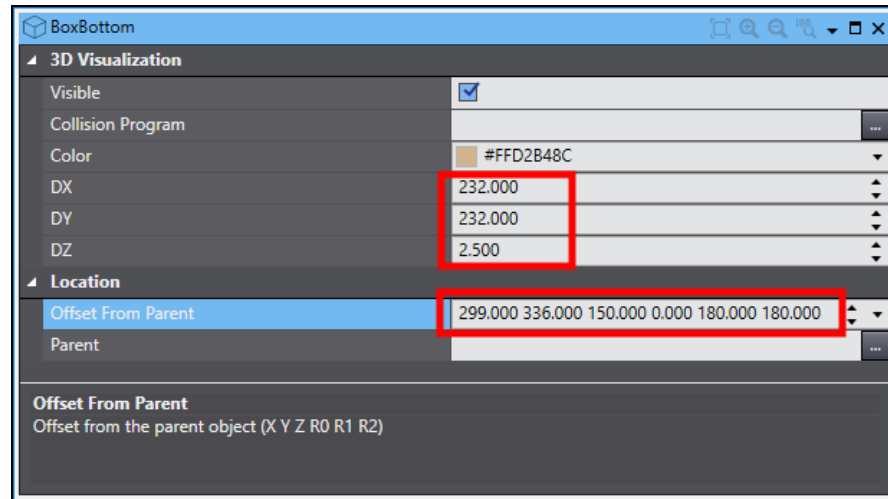 BoxBottom
3D Visualization
Visible
Collision Program
...
Color #FFD2B48C
DX 232.000
DY 232.000
DZ 2.500
Location
Offset From Parent 299.000 336.000 150.000 0.000 180.000 180.000
Parent
...
Offset From Parent
Offset from the parent object (X Y Z R0 R1 R2)